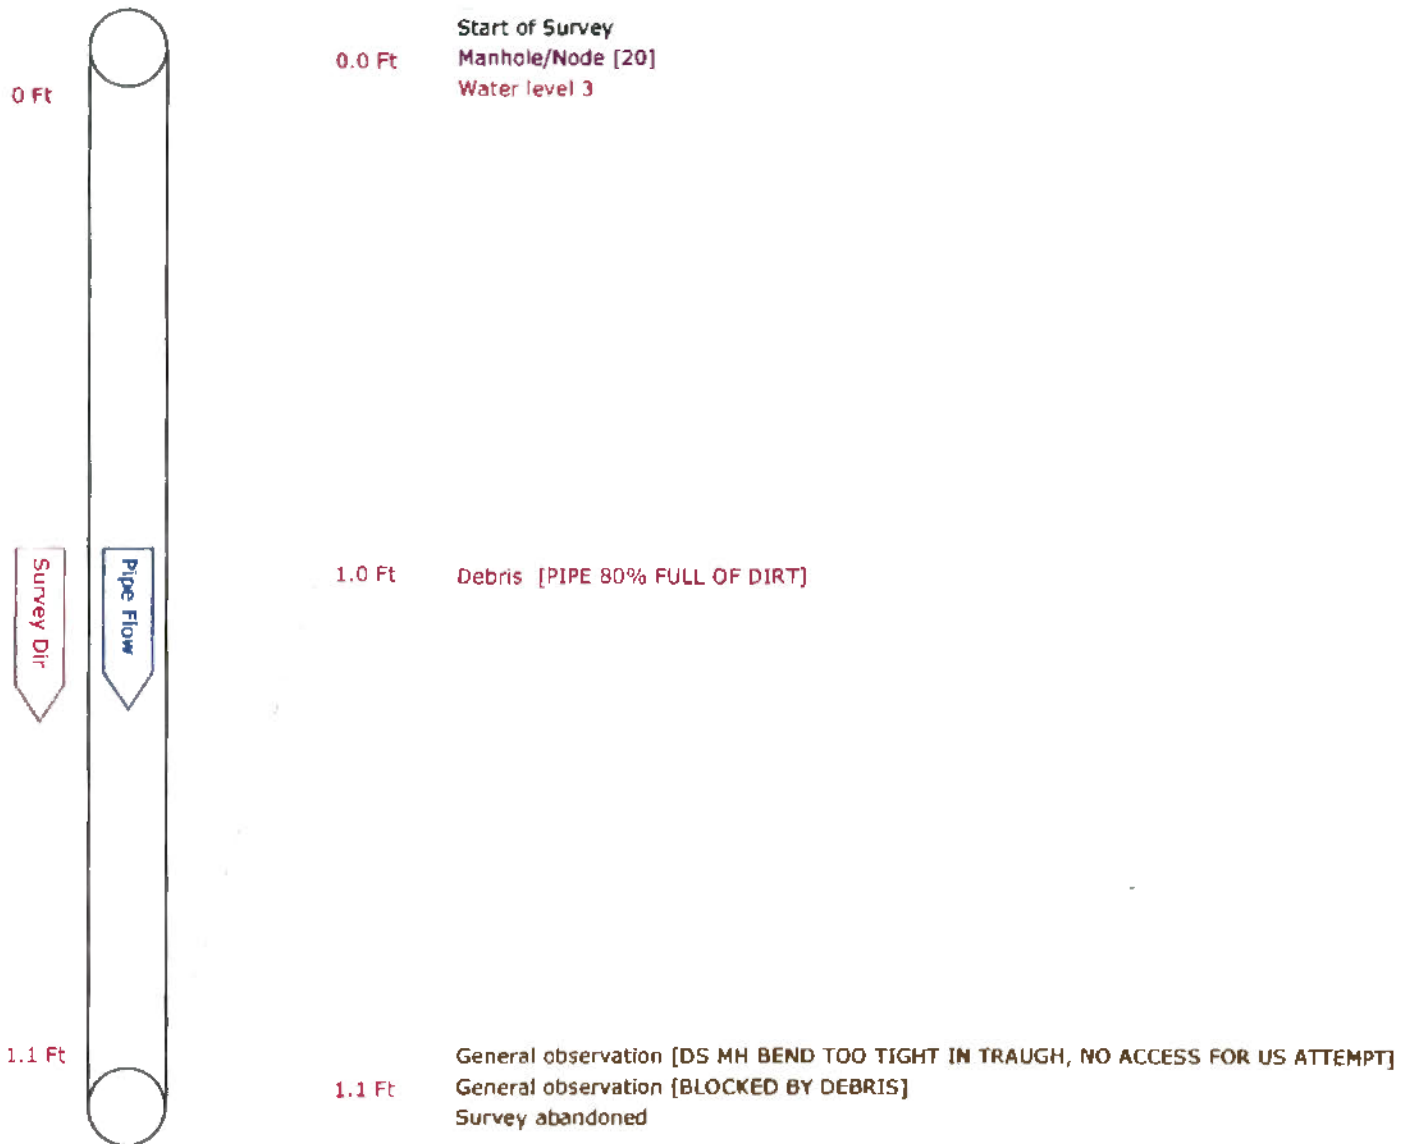 Start of Survey
0.0 Ft Manhole/Node [20]
Water level 3
0 Ft
Survey Dir
Pipe Flow
1.0 Ft Debris [PIPE 80% FULL OF DIRT]
1.1 Ft
General observation [DS MH BEND TOO TIGHT IN TRAUGH, NO ACCESS FOR US ATTEMPT]
1.1 Ft General observation [BLOCKED BY DEBRIS]
Survey abandoned